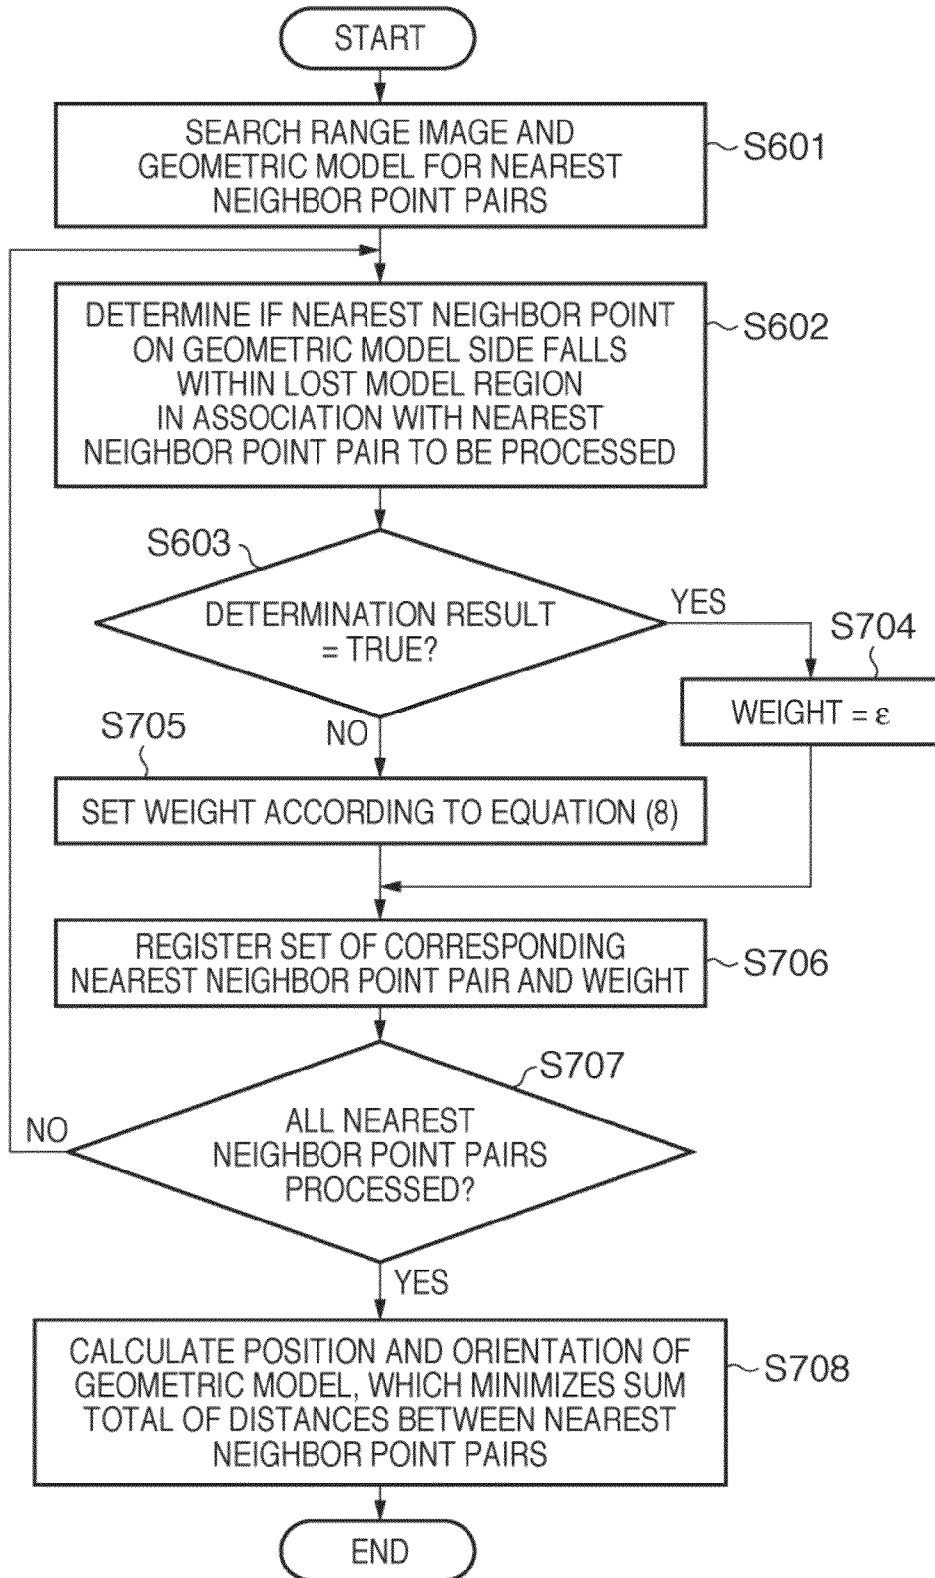 START
SEARCH RANGE IMAGE AND
GEOMETRIC MODEL FOR NEAREST
NEIGHBOR POINT PAIRS
S601
DETERMINE IF NEAREST NEIGHBOR POINT
ON GEOMETRIC MODEL SIDE FALLS
WITHIN LOST MODEL REGION
IN ASSOCIATION WITH NEAREST
NEIGHBOR POINT PAIR TO BE PROCESSED
S602
S603
DETERMINATION RESULT
= TRUE?
YES
S704
WEIGHT = ε
NO
S705
SET WEIGHT ACCORDING TO EQUATION (8)
REGISTER SET OF CORRESPONDING
NEAREST NEIGHBOR POINT PAIR AND WEIGHT
S706
S707
ALL NEAREST
NEIGHBOR POINT PAIRS
PROCESSED?
NO
YES
CALCULATE POSITION AND ORIENTATION OF
GEOMETRIC MODEL, WHICH MINIMIZES SUM
TOTAL OF DISTANCES BETWEEN NEAREST
NEIGHBOR POINT PAIRS
S708
END